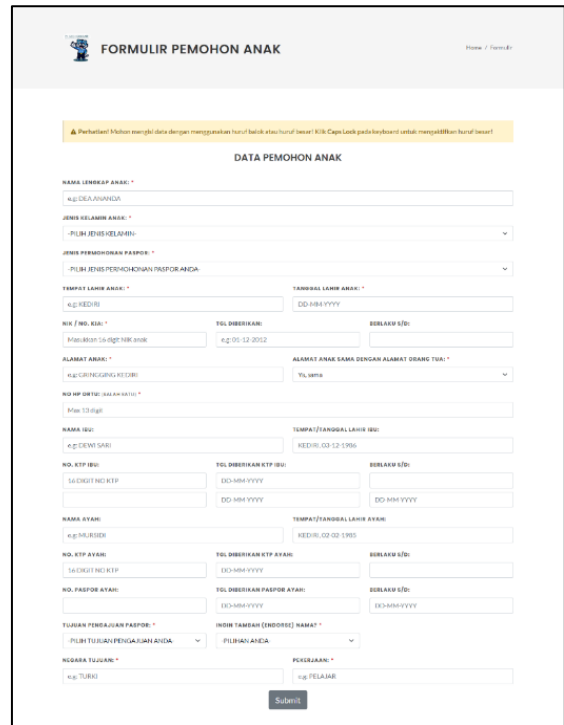 FORMULIR PEMOHON ANAK
Home / Formulir
Perhatian! Mohon mengisi data dengan menggunakan huruf balok atau huruf besar! Klik Caps Lock pada keyboard untuk mengaktifkan huruf besar!
DATA PEMOHON ANAK
NAMA LENGKAP ANAK: *
e.g: DEA ANANDA
JENIS KELAMIN ANAK: *
-PILIH JENIS KELAMIN-
JENIS PERMOHONAN PASPOR: *
-PILIH JENIS PERMOHONAN PASPOR ANDA-
TEMPAT LAHIR ANAK: * TANGGAL LAHIR ANAK: *
e.g: KEDIRI DD-MM-YYYY
NIK / NO. KIA: * TGL DIBERIKAN: BERLAKU S/D:
Masukkan 16 digit NIK anak e.g: 01-12-2012
ALAMAT ANAK: * ALAMAT ANAK SAMA DENGAN ALAMAT ORANG TUA: *
e.g: GRINGGING KEDIRI Ya, sama
NO HP ORTU: (SALAH SATU) *
Max 13 digit
NAMA IBU: TEMPAT/TANGGAL LAHIR IBU:
e.g: DEWI SARI KEDIRI, 03-12-1986
NO. KTP IBU: TGL DIBERIKAN KTP IBU: BERLAKU S/D:
16 DIGIT NO KTP DD-MM-YYYY
DD-MM-YYYY DD-MM-YYYY
NAMA AYAH: TEMPAT/TANGGAL LAHIR AYAH:
e.g: MURSIDI KEDIRI, 02-02-1985
NO. KTP AYAH: TGL DIBERIKAN KTP AYAH: BERLAKU S/D:
16 DIGIT NO KTP DD-MM-YYYY
NO. PASPOR AYAH: TGL DIBERIKAN PASPOR AYAH: BERLAKU S/D:
DD-MM-YYYY DD-MM-YYYY
TUJUAN PENGAJUAN PASPOR: * INGIN TAMBAH (ENDORSE) NAMA? *
-PILIH TUJUAN PENGAJUAN ANDA- -PILIHAN ANDA-
NEGARA TUJUAN: * PEKERJAAN: *
e.g: TURKI e.g: PELAJAR
Submit